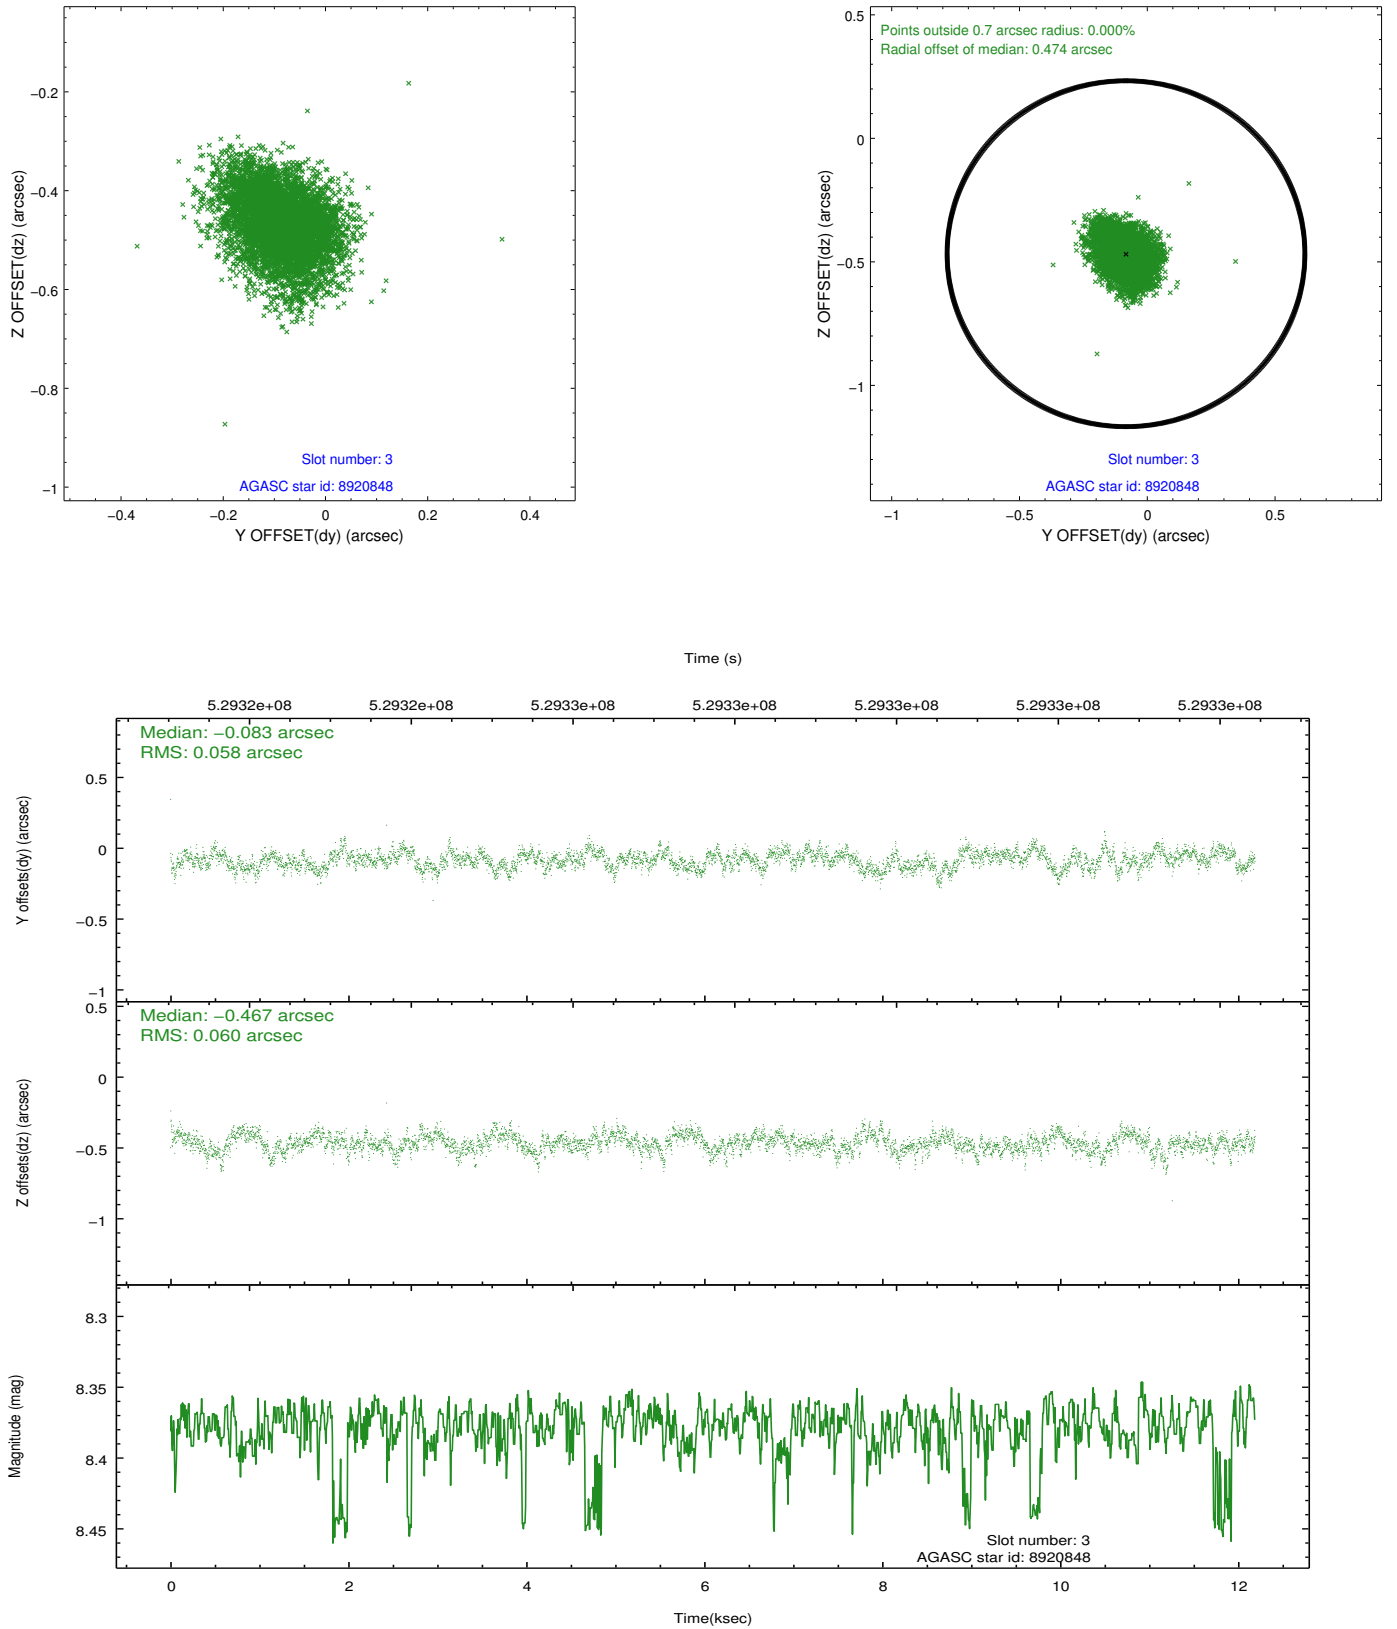 −0.2
−0.4
−0.6
−0.8
−1
Z OFFSET(dz) (arcsec)
Slot number: 3
AGASC star id: 8920848
−0.4 −0.2 0 0.2 0.4
Y OFFSET(dy) (arcsec)
Points outside 0.7 arcsec radius: 0.000%
Radial offset of median: 0.474 arcsec
0.5
0
−0.5
−1
Z OFFSET(dz) (arcsec)
Slot number: 3
AGASC star id: 8920848
−1 −0.5 0 0.5
Y OFFSET(dy) (arcsec)
Time (s)
5.2932e+08 5.2932e+08 5.2933e+08 5.2933e+08 5.2933e+08 5.2933e+08 5.2933e+08
Median: −0.083 arcsec
RMS: 0.058 arcsec
0.5
0
−0.5
−1
Y offsets(dy) (arcsec)
Median: −0.467 arcsec
RMS: 0.060 arcsec
0.5
0
−0.5
−1
Z offsets(dz) (arcsec)
8.3
8.35
8.4
8.45
Magnitude (mag)
Slot number: 3
AGASC star id: 8920848
0 2 4 6 8 10 12
Time(ksec)